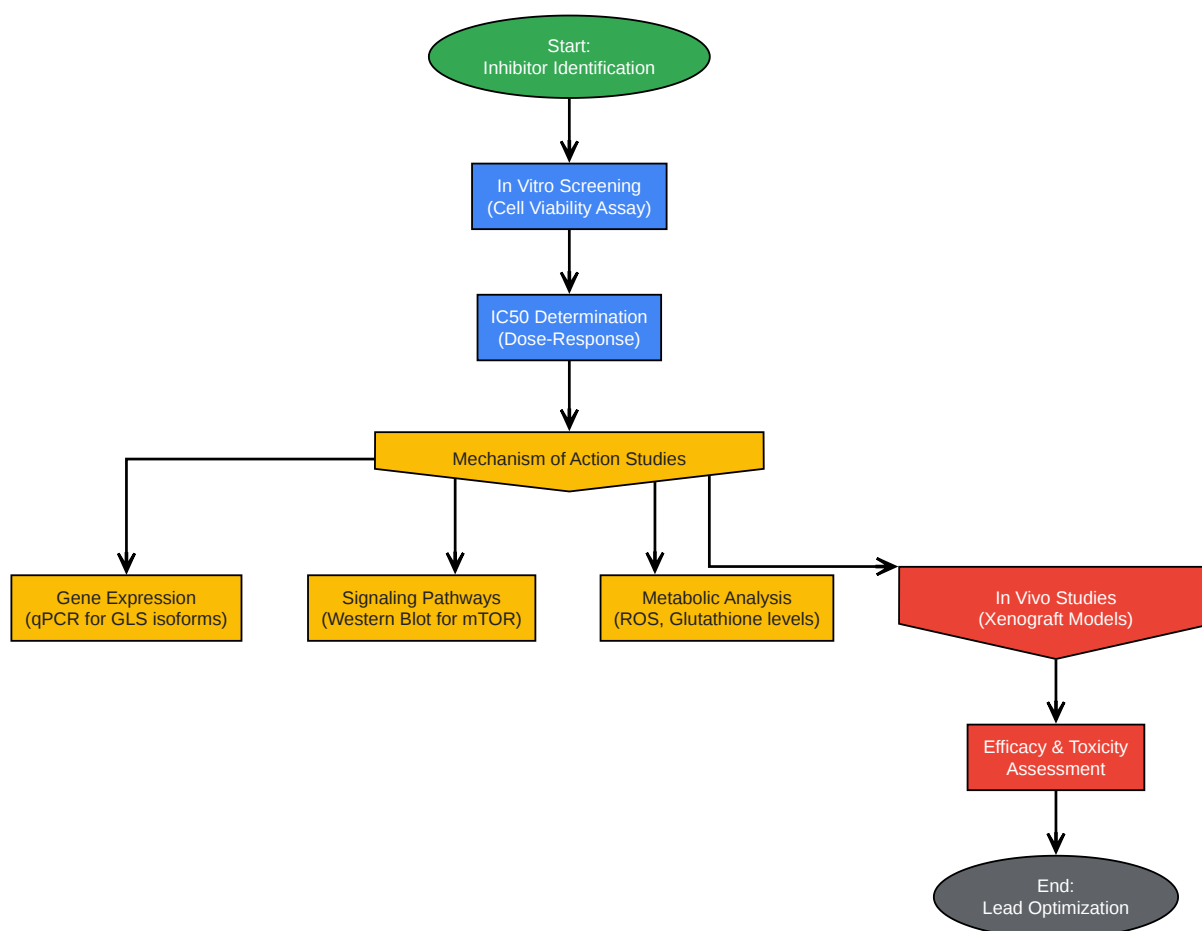 Start:
Inhibitor Identification
In Vitro Screening
(Cell Viability Assay)
IC50 Determination
(Dose-Response)
Mechanism of Action Studies
Gene Expression
(qPCR for GLS isoforms)
Signaling Pathways
(Western Blot for mTOR)
Metabolic Analysis
(ROS, Glutathione levels)
In Vivo Studies
(Xenograft Models)
Efficacy & Toxicity
Assessment
End:
Lead Optimization